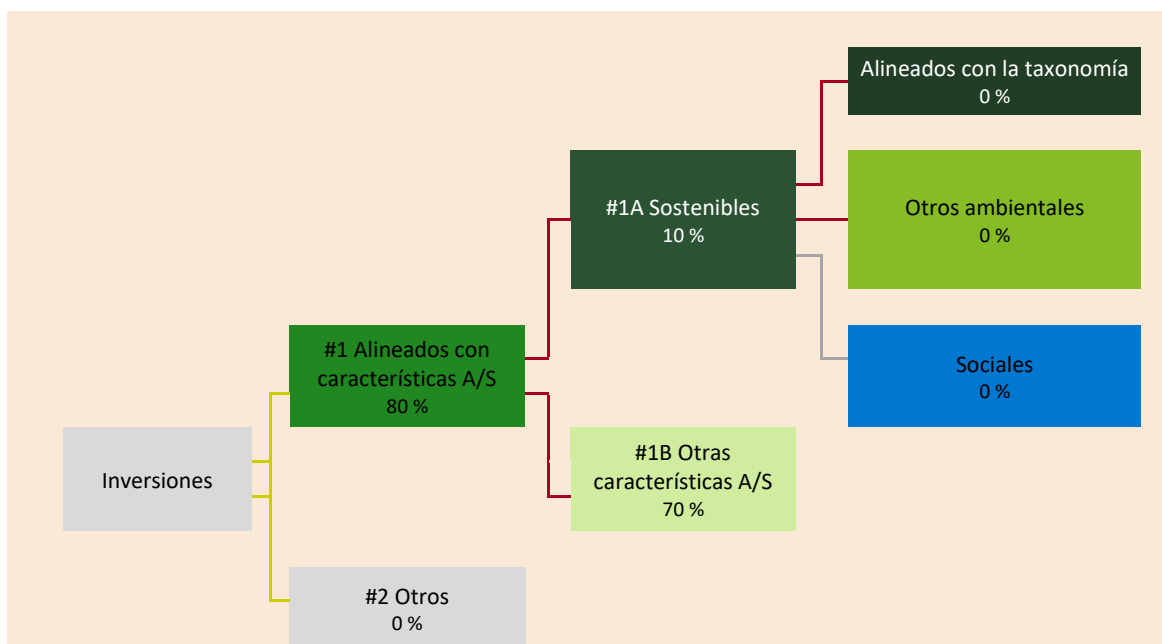 Alineados con la taxonomía
0 %
#1A Sostenibles
10 %
Otros ambientales
0 %
#1 Alineados con
características A/S
80 %
Sociales
0 %
Inversiones
#1B Otras
características A/S
70 %
#2 Otros
0 %